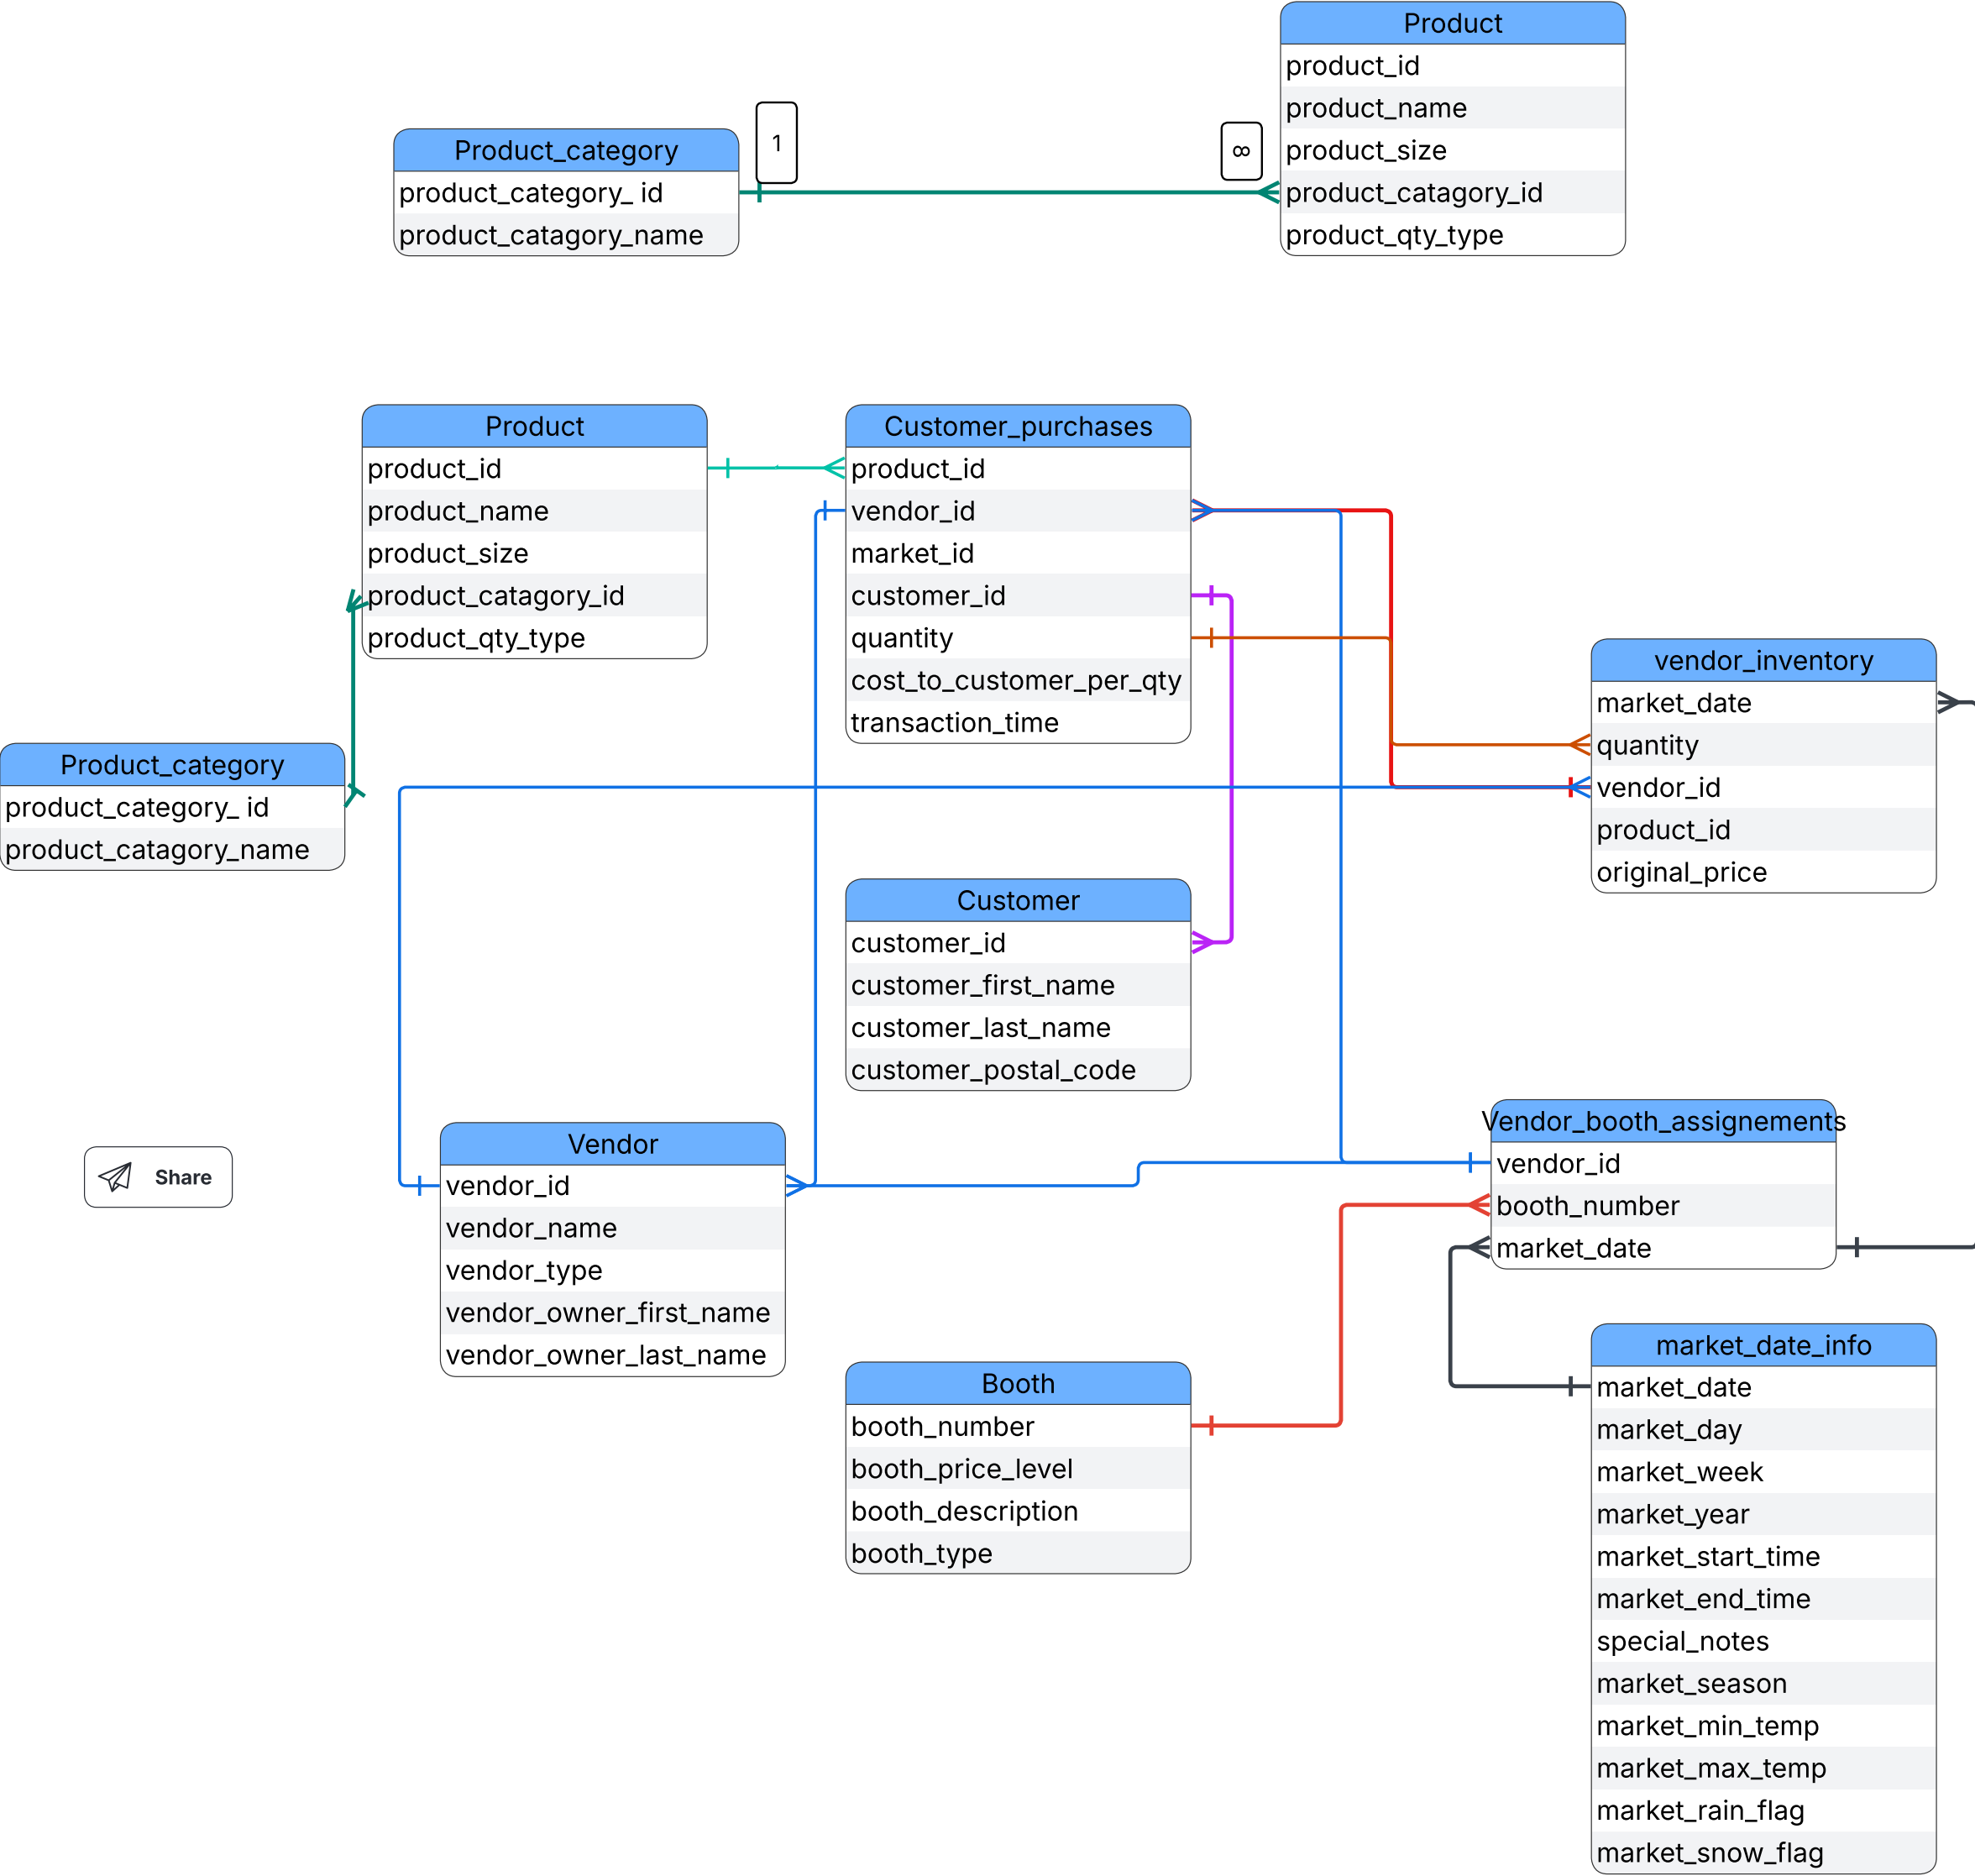 Product
product_id
product_name
product_size
product_catagory_id
product_qty_type
1
∞
Product_category
product_category_ id
product_catagory_name
Product
product_id
product_name
product_size
product_catagory_id
product_qty_type
Customer_purchases
product_id
vendor_id
market_id
customer_id
quantity
cost_to_customer_per_qty
transaction_time
vendor_inventory
market_date
quantity
vendor_id
product_id
original_price
Product_category
product_category_ id
product_catagory_name
Customer
customer_id
customer_first_name
customer_last_name
customer_postal_code
Vendor
vendor_id
vendor_name
vendor_type
vendor_owner_first_name
vendor_owner_last_name
Vendor_booth_assignements
vendor_id
booth_number
market_date
Share
Booth
booth_number
booth_price_level
booth_description
booth_type
market_date_info
market_date
market_day
market_week
market_year
market_start_time
market_end_time
special_notes
market_season
market_min_temp
market_max_temp
market_rain_flag
market_snow_flag